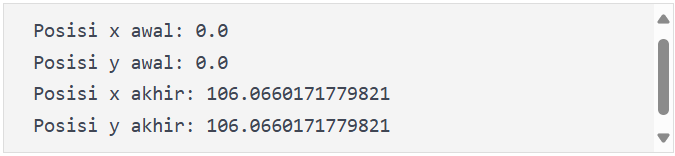 Posisi x awal: 0.0
Posisi y awal: 0.0
Posisi x akhir: 106.0660171779821
Posisi y akhir: 106.0660171779821